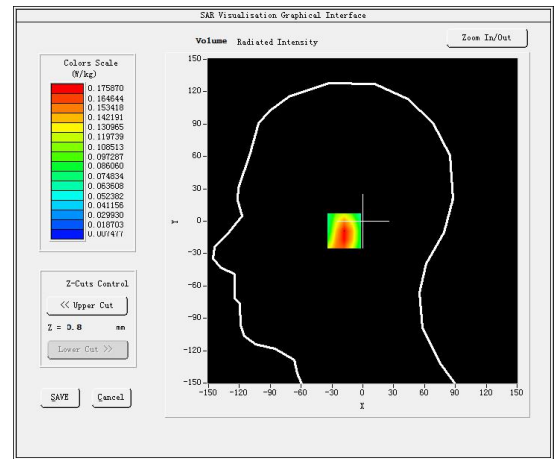 SAR Visualisation Graphical Interface
Volume Radiated Intensity
Zoom In/Out
Colors Scale
(W/kg)
0.175870
0.164644
0.153418
0.142191
0.130965
0.119739
0.108513
0.097287
0.086060
0.074834
0.063608
0.052382
0.041156
0.029930
0.018703
0.007477
Z-Cuts Control
<< Upper Cut
Z = 0.8 mm
Lower Cut >>
SAVE Cancel
150
120
90
60
30
0
-30
-60
-90
-120
-150
Y
-150 -120 -90 -60 -30 0 30 60 90 120 150
X